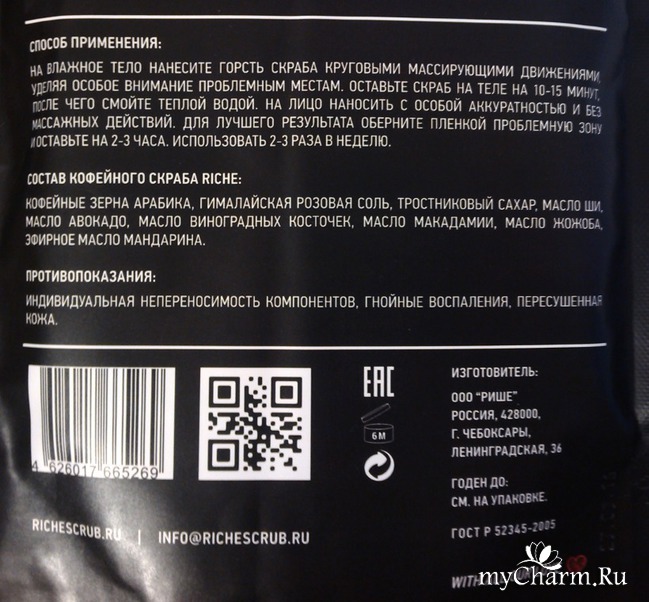 СПОСОБ ПРИМЕНЕНИЯ:
НА ВЛАЖНОЕ ТЕЛО НАНЕСИТЕ ГОРСТЬ СКРАБА КРУГОВЫМИ МАССИРУЮЩИМИ ДВИЖЕНИЯМИ,
УДЕЛЯЯ ОСОБОЕ ВНИМАНИЕ ПРОБЛЕМНЫМ МЕСТАМ. ОСТАВЬТЕ СКРАБ НА ТЕЛЕ НА 10-15 МИНУТ,
ПОСЛЕ ЧЕГО СМОЙТЕ ТЕПЛОЙ ВОДОЙ. НА ЛИЦО НАНОСИТЬ С ОСОБОЙ АККУРАТНОСТЬЮ И БЕЗ
МАССАЖНЫХ ДЕЙСТВИЙ. ДЛЯ ЛУЧШЕГО РЕЗУЛЬТАТА ОБЕРНИТЕ ПЛЕНКОЙ ПРОБЛЕМНУЮ ЗОНУ
И ОСТАВЬТЕ НА 2-3 ЧАСА. ИСПОЛЬЗОВАТЬ 2-3 РАЗА В НЕДЕЛЮ.
СОСТАВ КОФЕЙНОГО СКРАБА RICHE:
КОФЕЙНЫЕ ЗЕРНА АРАБИКА, ГИМАЛАЙСКАЯ РОЗОВАЯ СОЛЬ, ТРОСТНИКОВЫЙ САХАР, МАСЛО ШИ,
МАСЛО АВОКАДО, МАСЛО ВИНОГРАДНЫХ КОСТОЧЕК, МАСЛО МАКАДАМИИ, МАСЛО ЖОЖОБА,
ЭФИРНОЕ МАСЛО МАНДАРИНА.
ПРОТИВОПОКАЗАНИЯ:
ИНДИВИДУАЛЬНАЯ НЕПЕРЕНОСИМОСТЬ КОМПОНЕНТОВ, ГНОЙНЫЕ ВОСПАЛЕНИЯ, ПЕРЕСУШЕННАЯ
КОЖА.
4 626017 665269
EAC
6 M
ИЗГОТОВИТЕЛЬ:
ООО "РИШЕ"
РОССИЯ, 428000,
Г. ЧЕБОКСАРЫ,
ЛЕНИНГРАДСКАЯ, 36
ГОДЕН ДО:
СМ. НА УПАКОВКЕ.
ГОСТ Р 52345-2005
RICHESCRUB.RU | INFO@RICHESCRUB.RU
WITH
myCharm.Ru